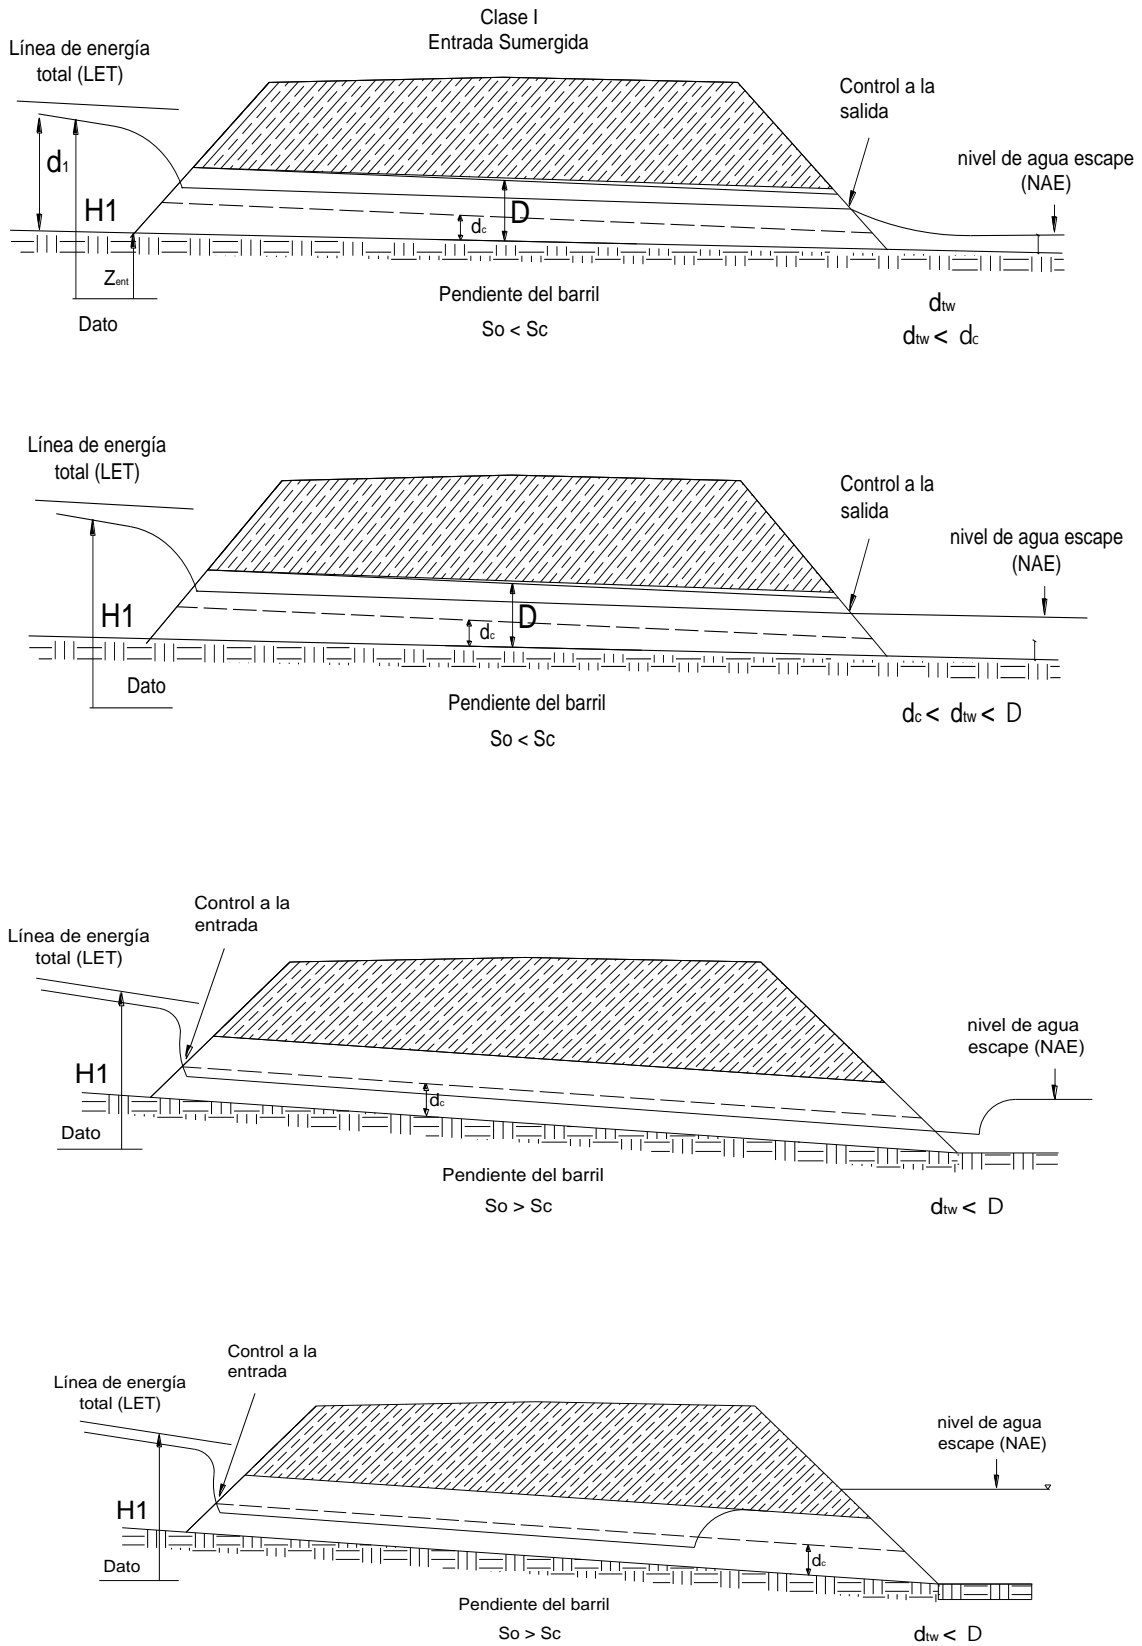 Clase I
Entrada Sumergida
Línea de energía
total (LET)
Control a la
salida
nivel de agua escape
(NAE)
d1
H1
D
dc
Zent
Dato
Pendiente del barril
So < Sc
dtw
dtw < dc
Línea de energía
total (LET)
Control a la
salida
nivel de agua escape
(NAE)
H1
D
dc
Dato
Pendiente del barril
So < Sc
dc < dtw < D
Control a la
entrada
Línea de energía
total (LET)
nivel de agua
escape (NAE)
H1
dc
Dato
Pendiente del barril
So > Sc
dtw < D
Control a la
entrada
Línea de energía
total (LET)
nivel de agua
escape (NAE)
H1
dc
Dato
Pendiente del barril
So > Sc
dtw < D